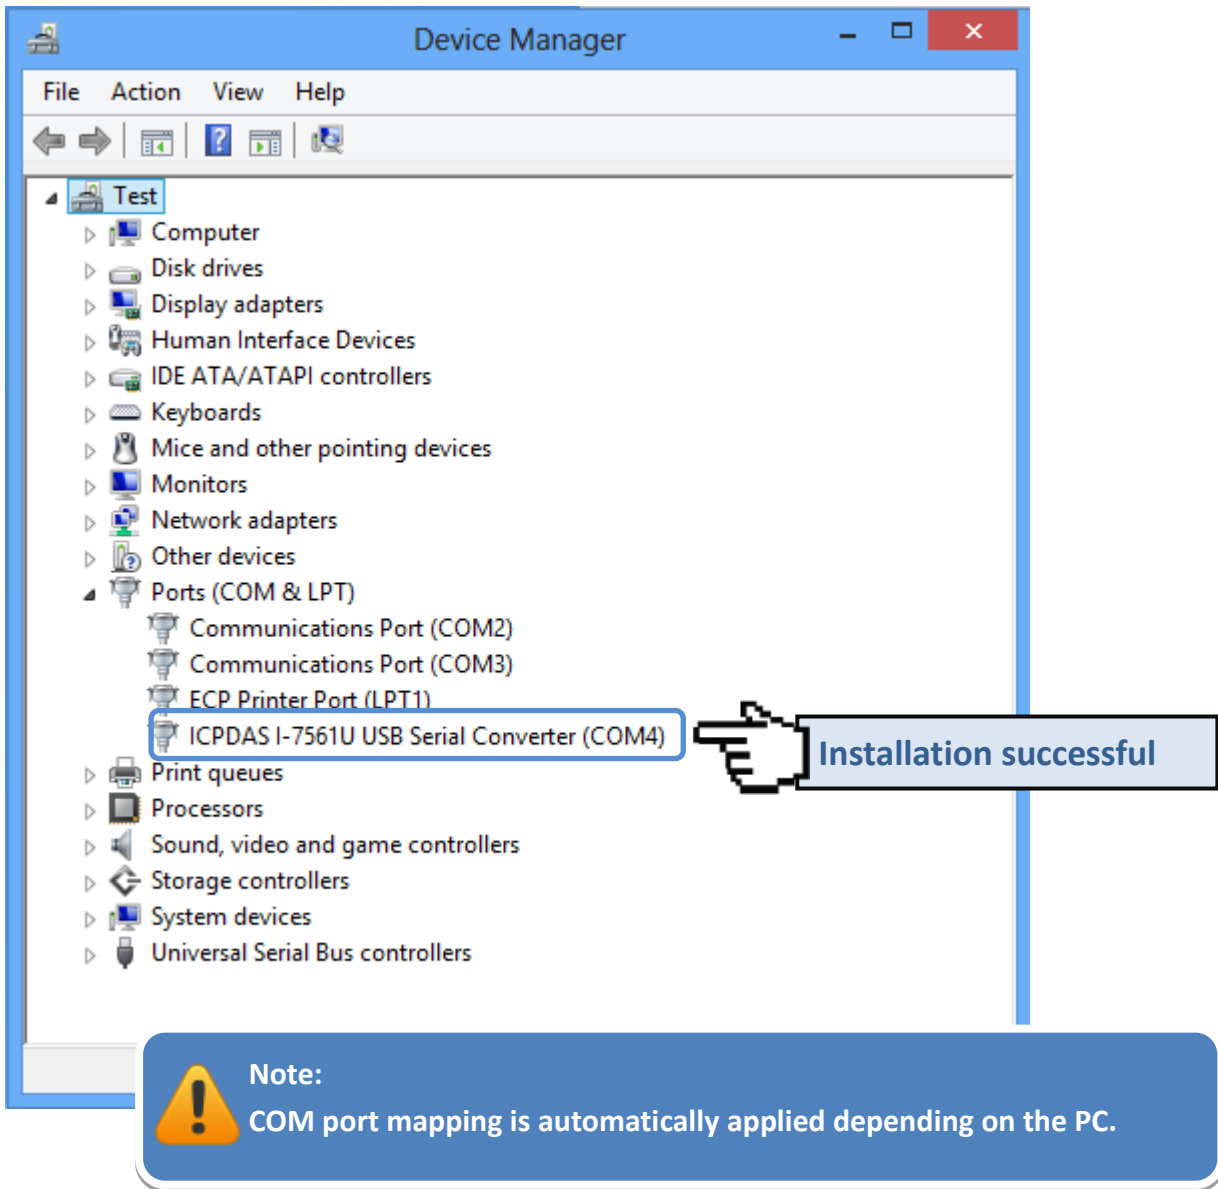 Device Manager
File Action View Help
Test
Computer
Disk drives
Display adapters
Human Interface Devices
IDE ATA/ATAPI controllers
Keyboards
Mice and other pointing devices
Monitors
Network adapters
Other devices
Ports (COM & LPT)
Communications Port (COM2)
Communications Port (COM3)
ECP Printer Port (LPT1)
ICPDAS I-7561U USB Serial Converter (COM4)
Installation successful
Print queues
Processors
Sound, video and game controllers
Storage controllers
System devices
Universal Serial Bus controllers
Note:
COM port mapping is automatically applied depending on the PC.